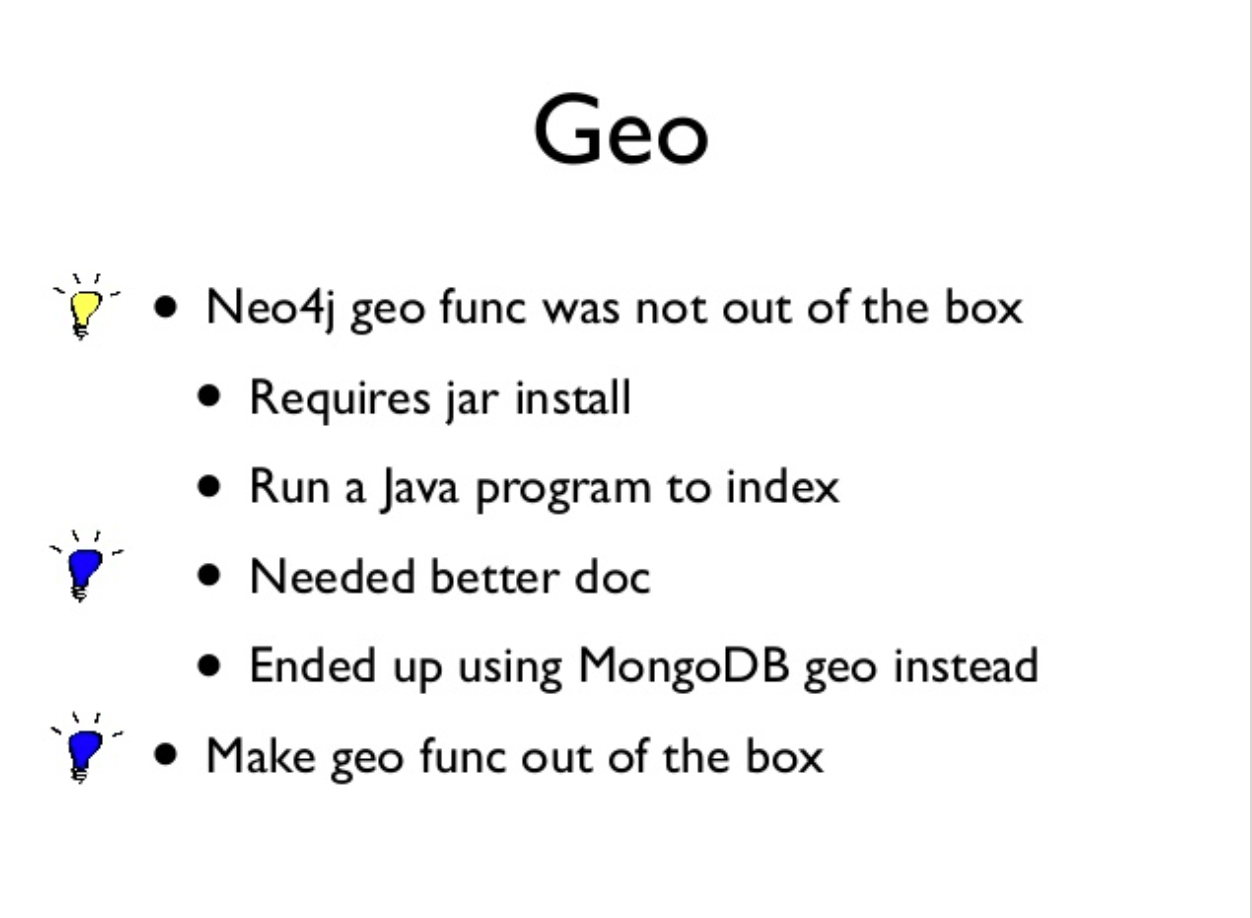 Geo
• Neo4j geo func was not out of the box
• Requires jar install
• Run a Java program to index
• Needed better doc
• Ended up using MongoDB geo instead
• Make geo func out of the box